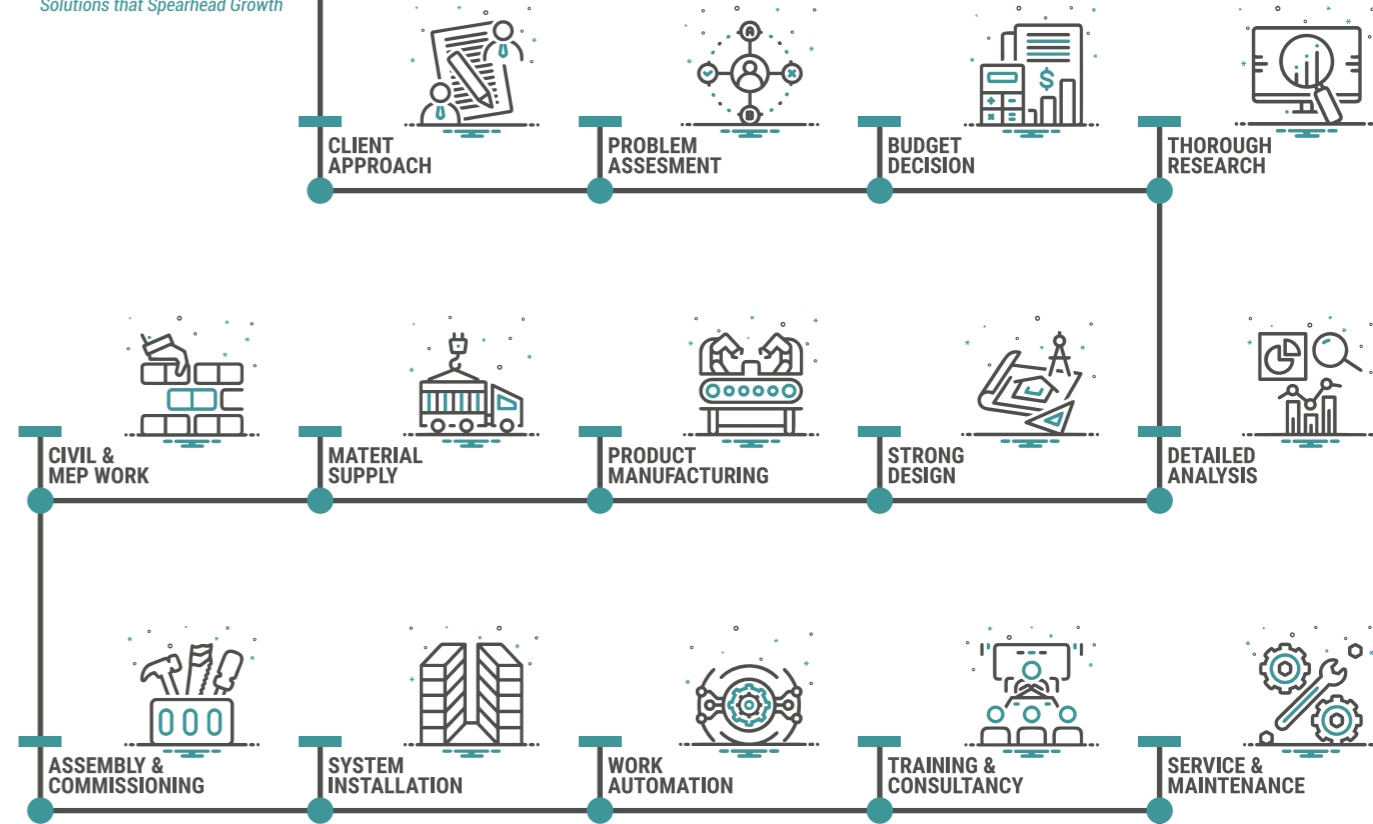 Solutions that Spearhead Growth
CLIENT
APPROACH
PROBLEM
ASSESMENT
BUDGET
DECISION
THOROUGH
RESEARCH
A
B
$
CIVIL &
MEP WORK
MATERIAL
SUPPLY
PRODUCT
MANUFACTURING
STRONG
DESIGN
DETAILED
ANALYSIS
ASSEMBLY &
COMMISSIONING
SYSTEM
INSTALLATION
WORK
AUTOMATION
TRAINING &
CONSULTANCY
SERVICE &
MAINTENANCE